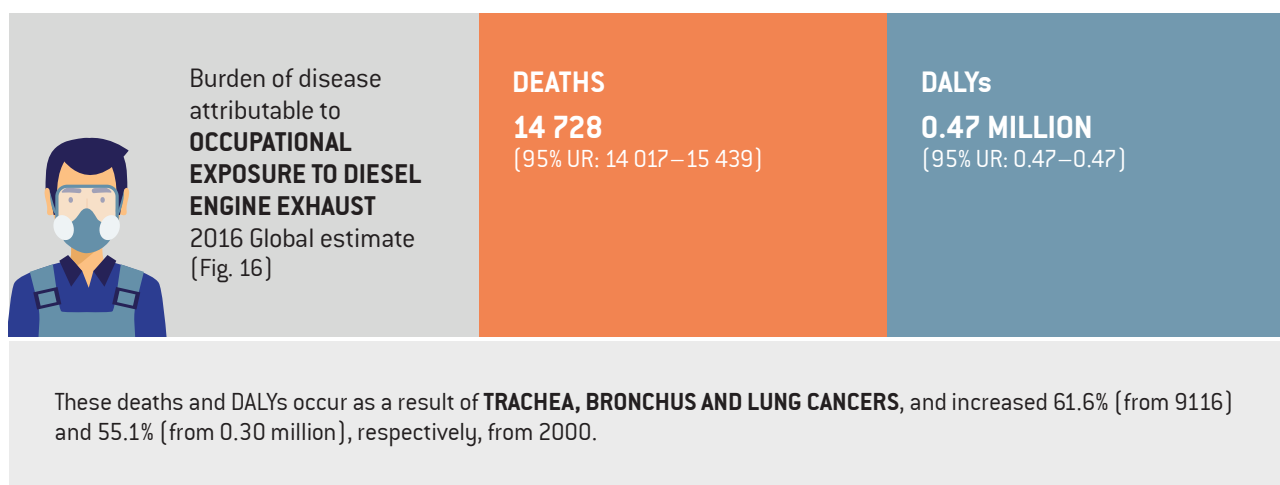 Burden of disease
attributable to
OCCUPATIONAL
EXPOSURE TO DIESEL
ENGINE EXHAUST
2016 Global estimate
(Fig. 16)
DEATHS
14 728
(95% UR: 14 017–15 439)
DALYs
0.47 MILLION
(95% UR: 0.47–0.47)
These deaths and DALYs occur as a result of TRACHEA, BRONCHUS AND LUNG CANCERS, and increased 61.6% (from 9116)
and 55.1% (from 0.30 million), respectively, from 2000.